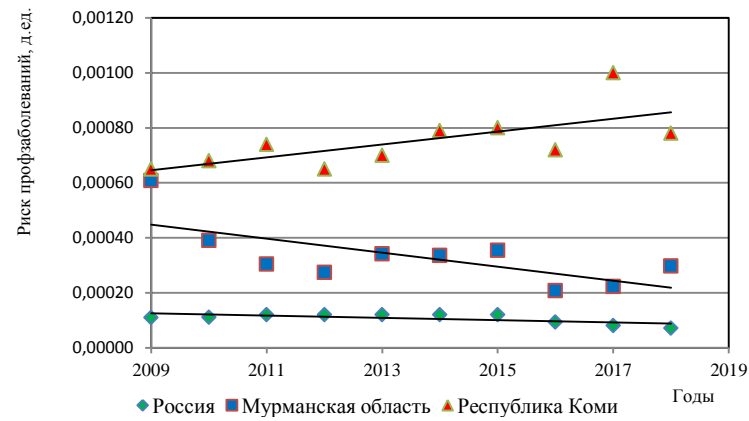 Риск профзаболеваний, д.ед.
0,00120
0,00100
0,00080
0,00060
0,00040
0,00020
0,00000
2009 2011 2013 2015 2017 2019
Годы
Россия Мурманская область Республика Коми